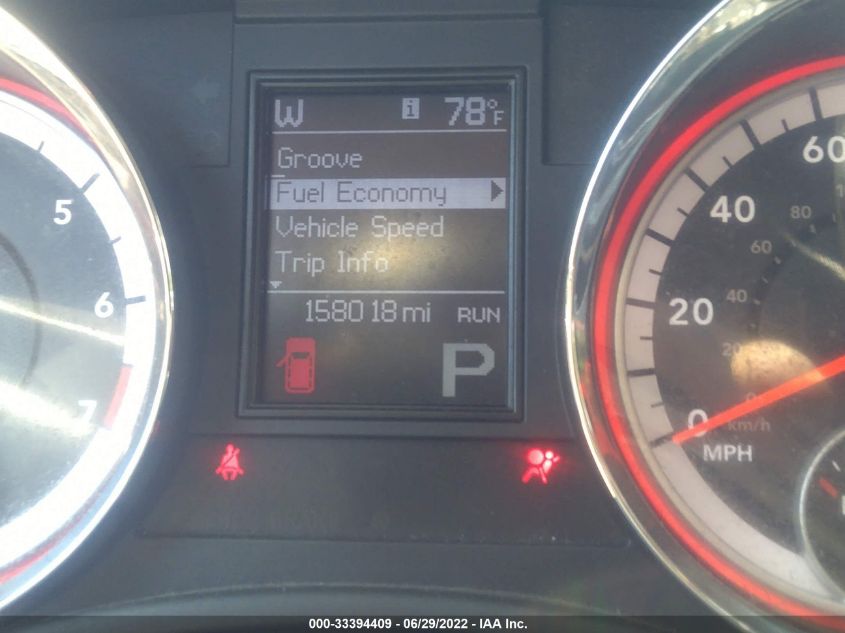 W i 78°F
Groove
Fuel Economy
Vehicle Speed
Trip Info
158018 mi RUN
P
5
6
7
60
40
20
0
MPH
80
60
40
20
0
km/h
000-33394409 - 06/29/2022 - IAA Inc.